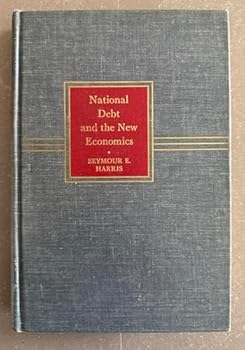 National
Debt
and the New
Economics
•
SEYMOUR E.
HARRIS